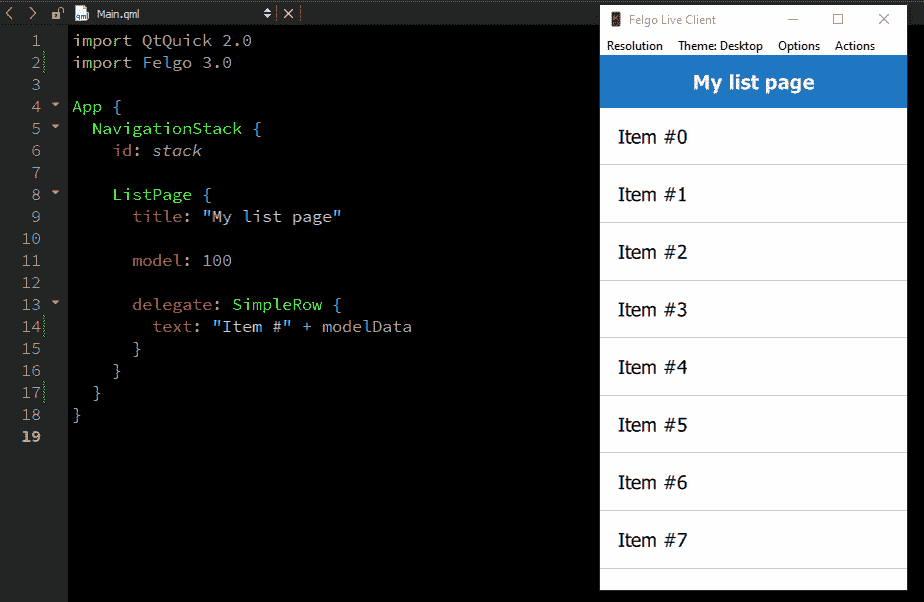 Main.qml
1 import QtQuick 2.0
2 import Felgo 3.0
3
4 App {
5   NavigationStack {
6     id: stack
7
8     ListPage {
9       title: "My list page"
10
11       model: 100
12
13       delegate: SimpleRow {
14         text: "Item #" + modelData
15       }
16     }
17   }
18 }
19
Felgo Live Client
Resolution Theme: Desktop Options Actions
My list page
Item #0
Item #1
Item #2
Item #3
Item #4
Item #5
Item #6
Item #7